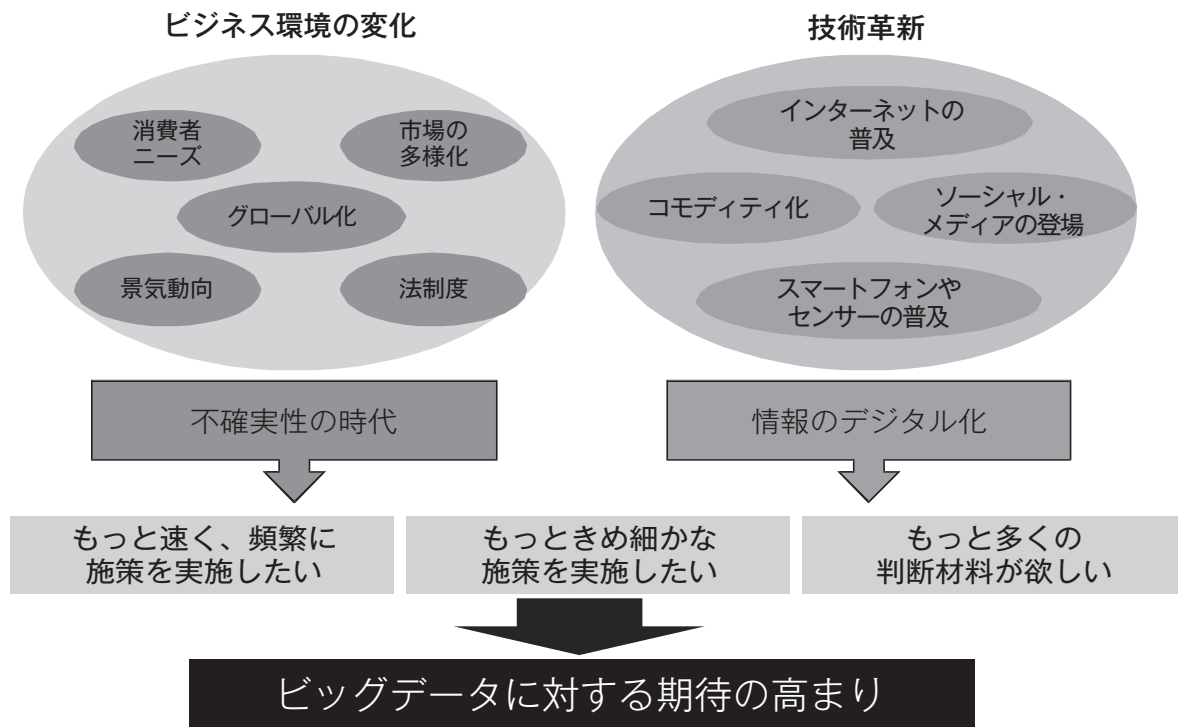 ビジネス環境の変化
消費者
ニーズ
市場の
多様化
グローバル化
景気動向
法制度
不確実性の時代
技術革新
インターネットの
普及
コモディティ化
ソーシャル・
メディアの登場
スマートフォンや
センサーの普及
情報のデジタル化
もっと速く、頻繁に
施策を実施したい
もっときめ細かな
施策を実施したい
もっと多くの
判断材料が欲しい
ビッグデータに対する期待の高まり